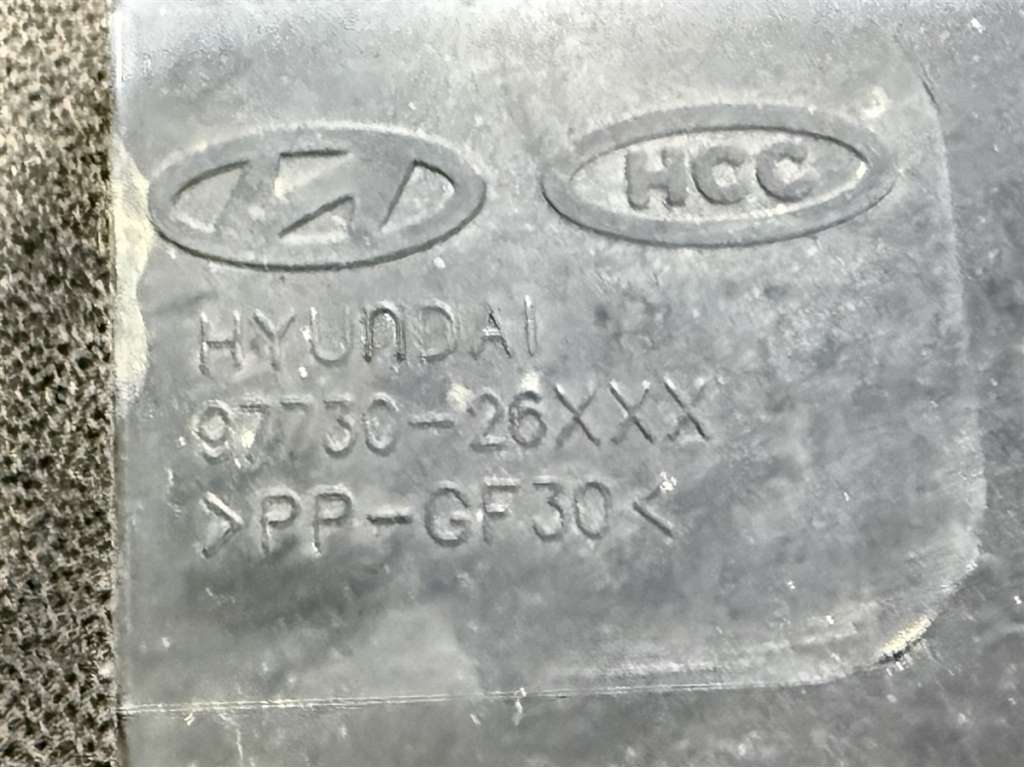 HCC
HYUNDAI
97730-26XXX
>PP-GF30<